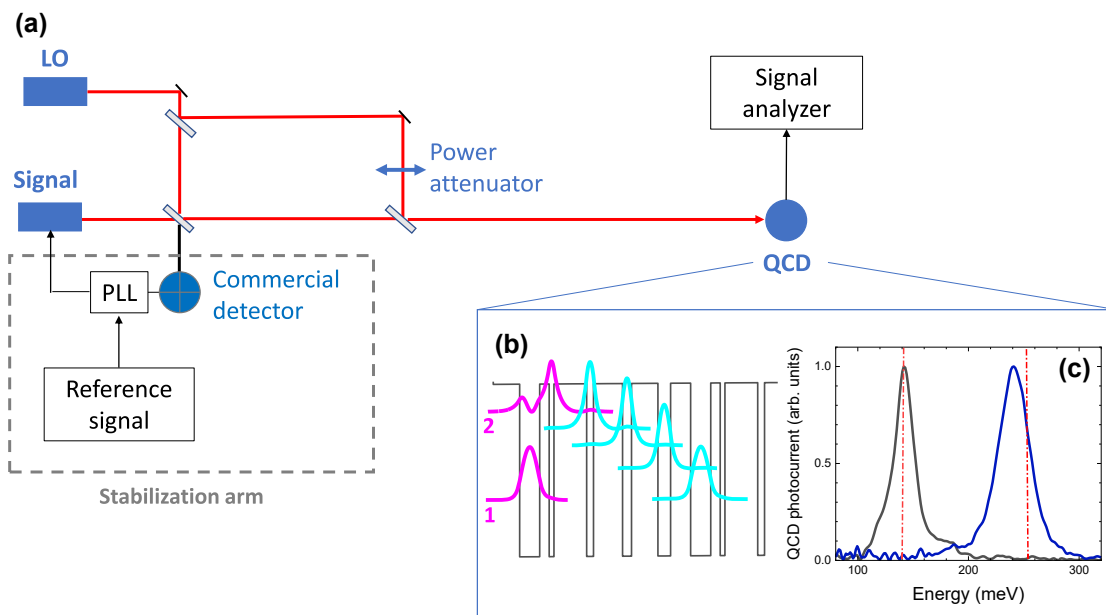 (a)
LO
Signal
analyzer
Power
attenuator
Signal
QCD
PLL
Commercial
detector
Reference
signal
Stabilization arm
(b)
2
1
(c)
QCD photocurrent (arb. units)
1.0
0.5
0.0
100
200
300
Energy (meV)